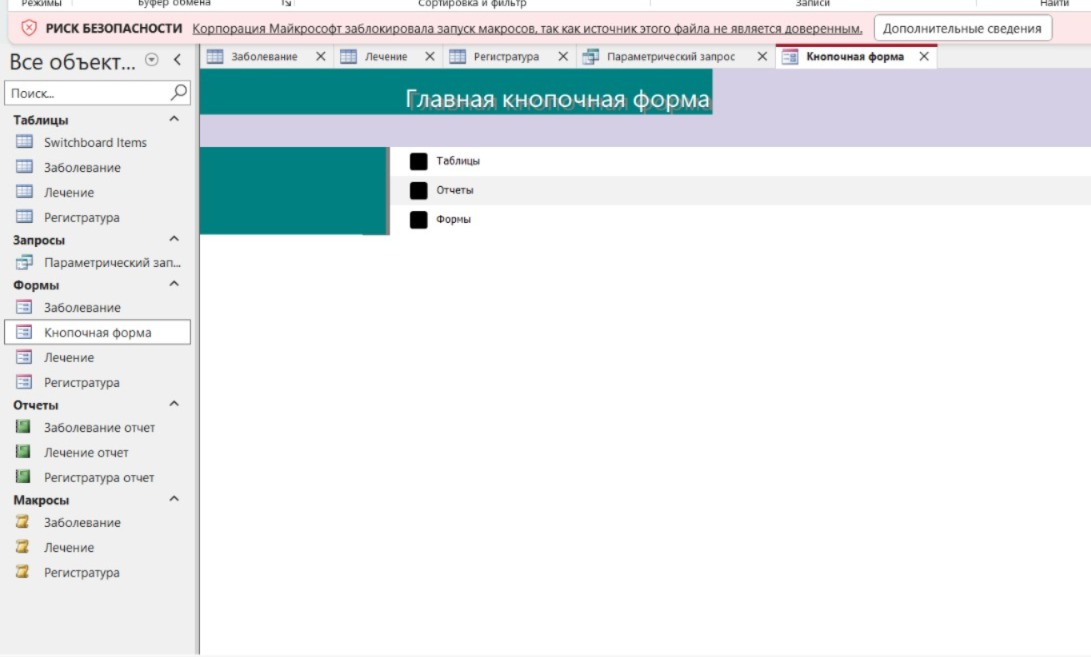 Режимы
Буфер обмена
Сортировка и фильтр
Записи
Найти
РИСК БЕЗОПАСНОСТИ Корпорация Майкрософт заблокировала запуск макросов, так как источник этого файла не является доверенным. Дополнительные сведения
Все объект...
Поиск...
Таблицы
Switchboard Items
Заболевание
Лечение
Регистратура
Запросы
Параметрический зап...
Формы
Заболевание
Кнопочная форма
Лечение
Регистратура
Отчеты
Заболевание отчет
Лечение отчет
Регистратура отчет
Макросы
Заболевание
Лечение
Регистратура
Заболевание
Лечение
Регистратура
Параметрический запрос
Кнопочная форма
Главная кнопочная форма
Таблицы
Отчеты
Формы